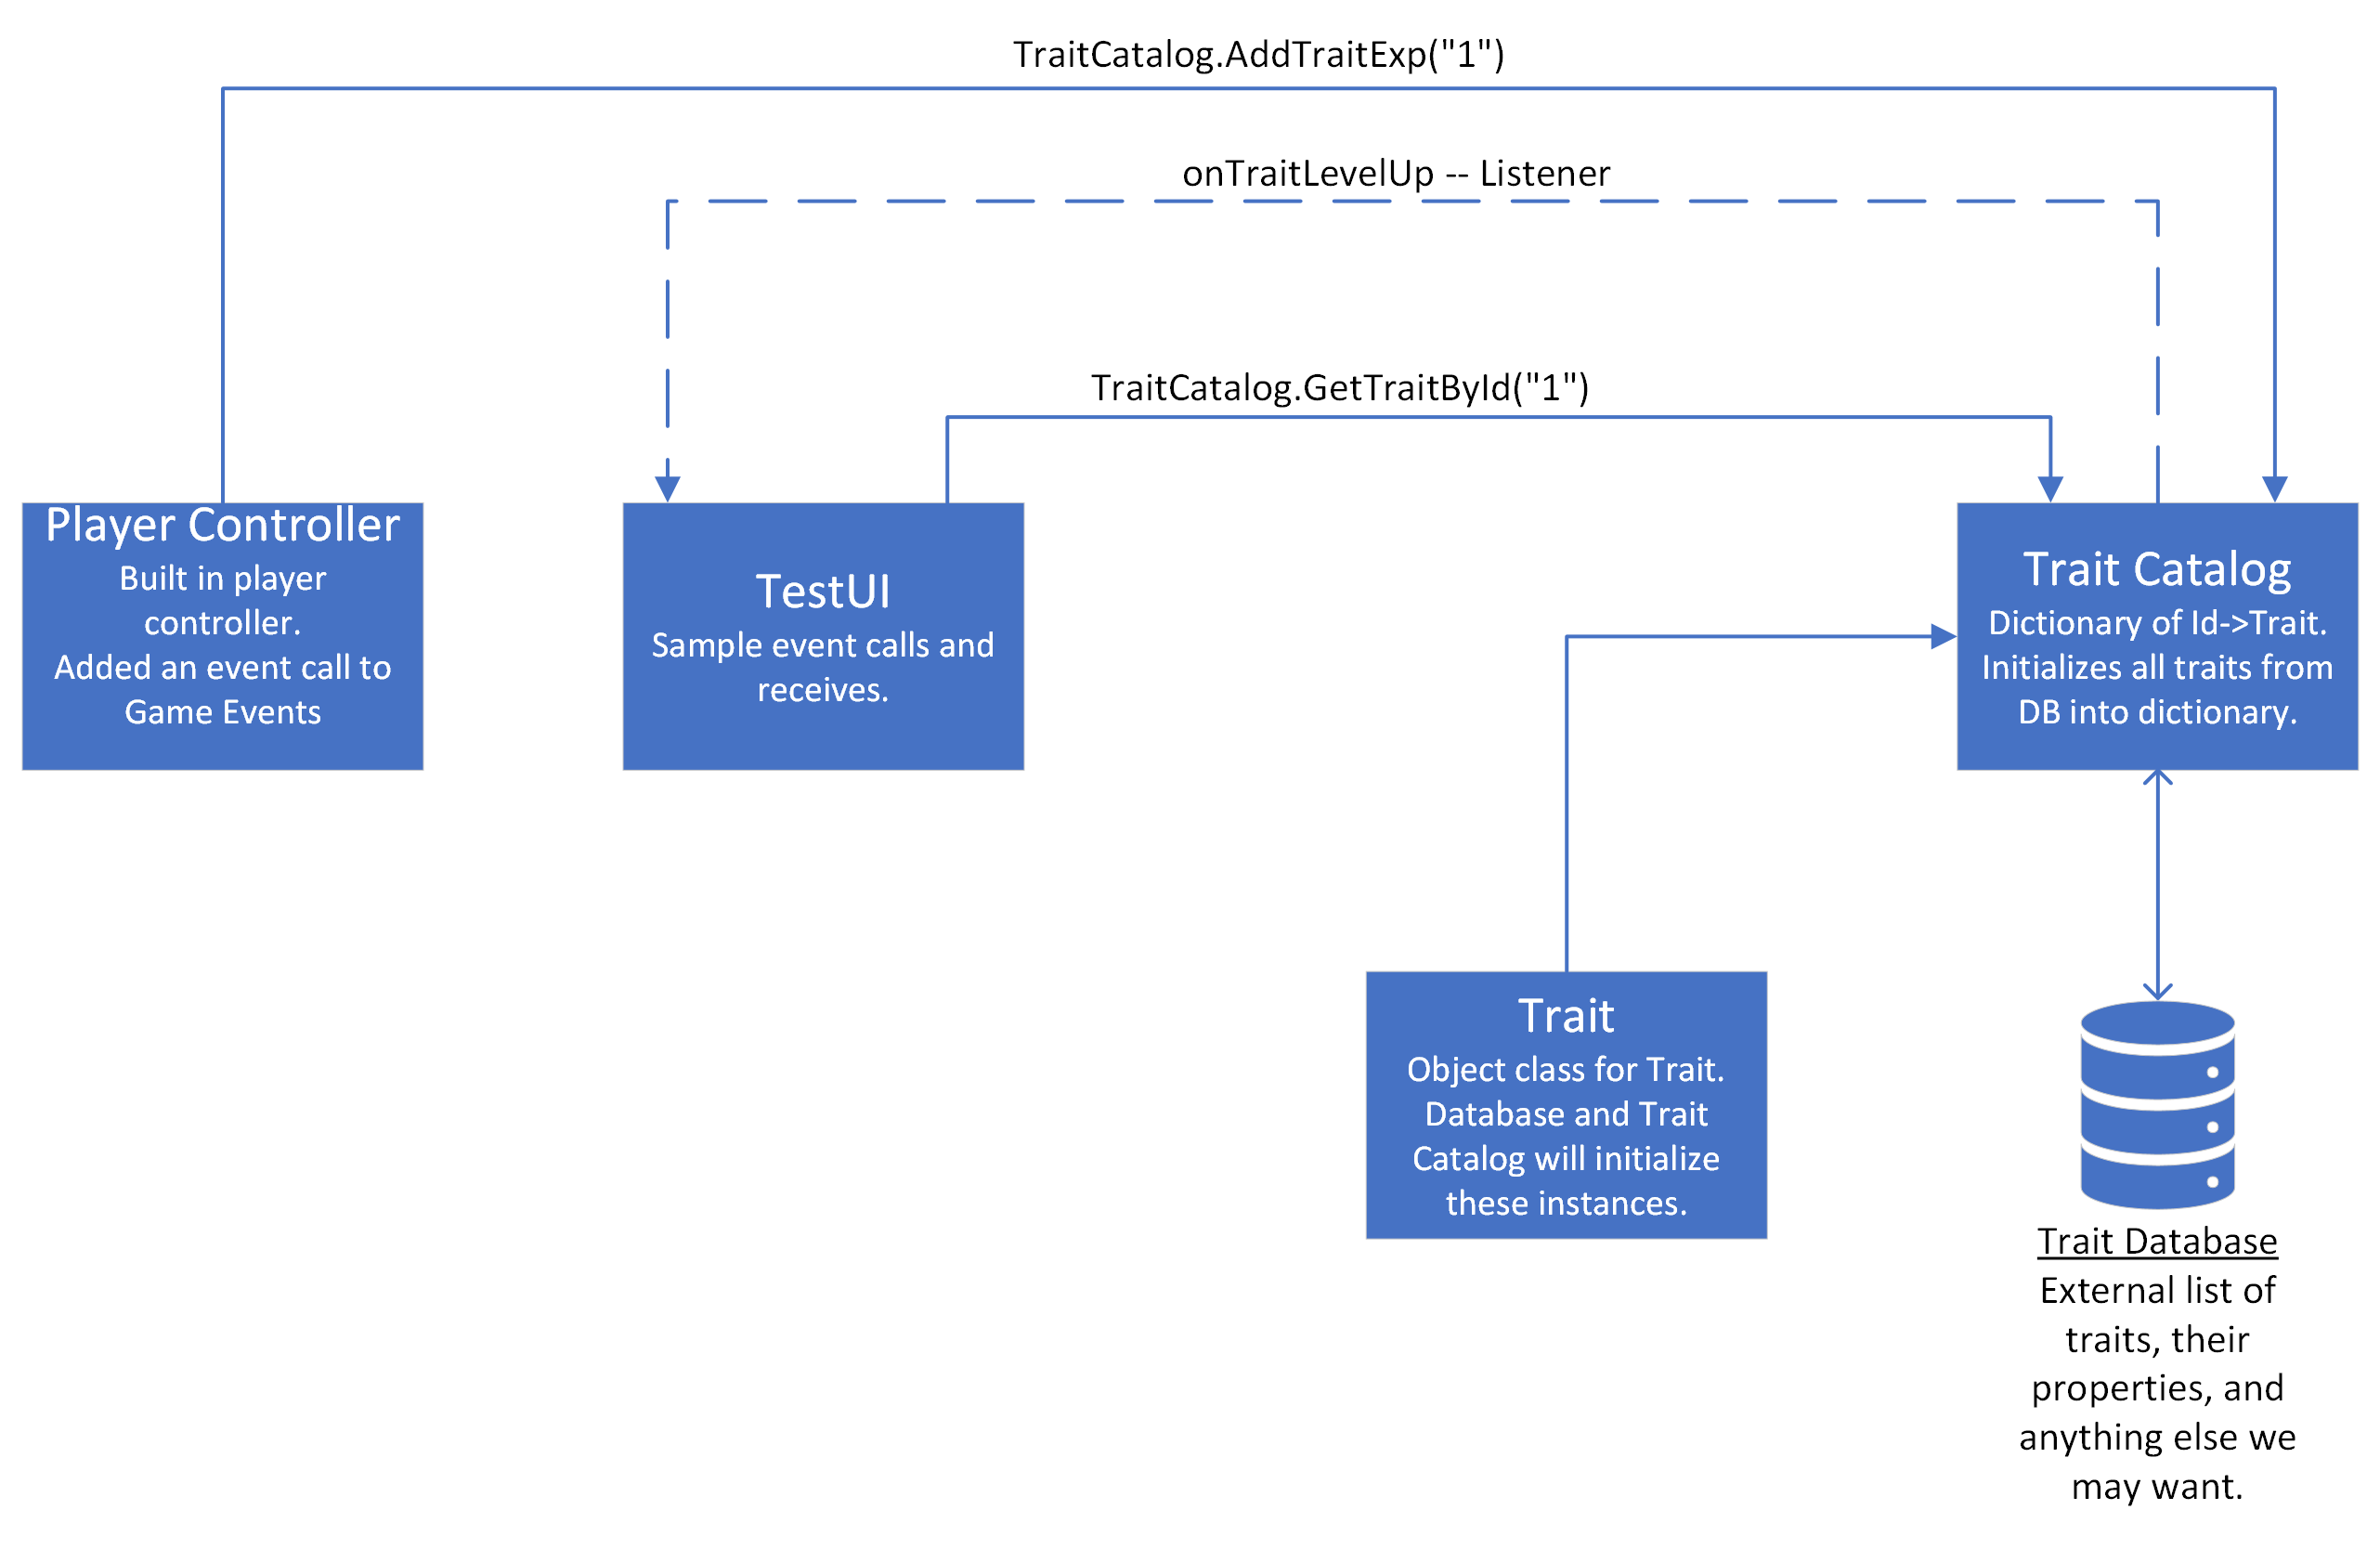 TraitCatalog.AddTraitExp("1")
onTraitLevelUp -- Listener
TraitCatalog.GetTraitById("1")
Player Controller
Built in player
controller.
Added an event call to
Game Events
TestUI
Sample event calls and
receives.
Trait Catalog
Dictionary of Id->Trait.
Initializes all traits from
DB into dictionary.
Trait
Object class for Trait.
Database and Trait
Catalog will initialize
these instances.
Trait Database
External list of
traits, their
properties, and
anything else we
may want.